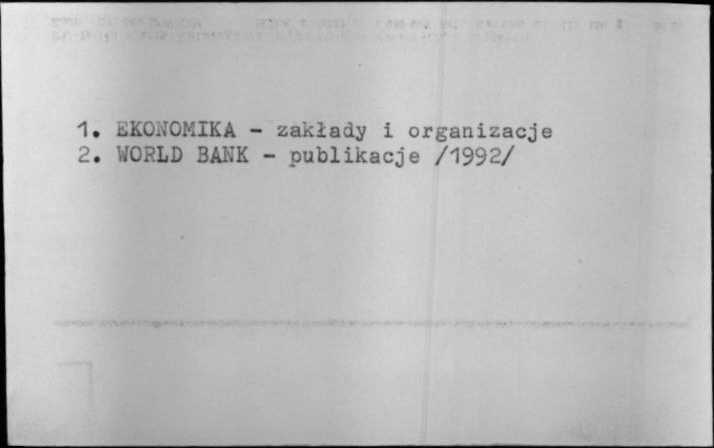 1. EKONOMIKA - zakłady i organizacje
2. WORLD BANK - publikacje /1992/